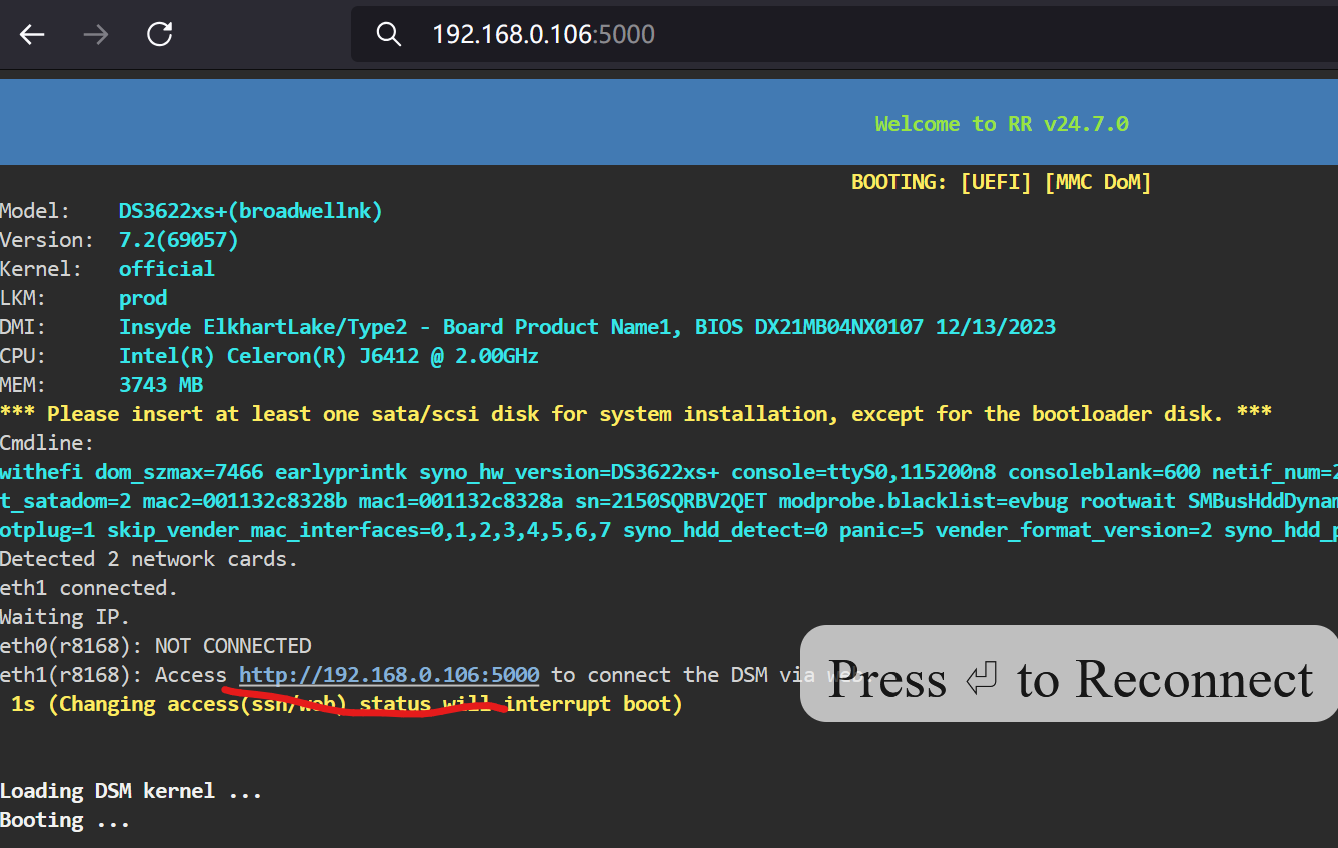 192.168.0.106:5000
Welcome to RR v24.7.0
BOOTING: [UEFI] [MMC DoM]
Model: DS3622xs+(broadwellnk)
Version: 7.2(69057)
Kernel: official
LKM: prod
DMI: Insyde ElkhartLake/Type2 - Board Product Name1, BIOS DX21MB04NX0107 12/13/2023
CPU: Intel(R) Celeron(R) J6412 @ 2.00GHz
MEM: 3743 MB
*** Please insert at least one sata/scsi disk for system installation, except for the bootloader disk. ***
Cmdline:
withefi dom_szmax=7466 earlyprintk syno_hw_version=DS3622xs+ console=ttyS0,115200n8 consoleblank=600 netif_num=2
t_satadom=2 mac2=001132c8328b mac1=001132c8328a sn=2150SQRBV2QET modprobe.blacklist=evbug rootwait SMBusHddDynam
otplug=1 skip_vender_mac_interfaces=0,1,2,3,4,5,6,7 syno_hdd_detect=0 panic=5 vender_format_version=2 syno_hdd_p
Detected 2 network cards.
eth1 connected.
Waiting IP.
eth0(r8168): NOT CONNECTED
eth1(r8168): Access http://192.168.0.106:5000 to connect the DSM via web.
Press ⏎ to Reconnect
1s (Changing access(ssh/web) status will interrupt boot)
Loading DSM kernel ...
Booting ...